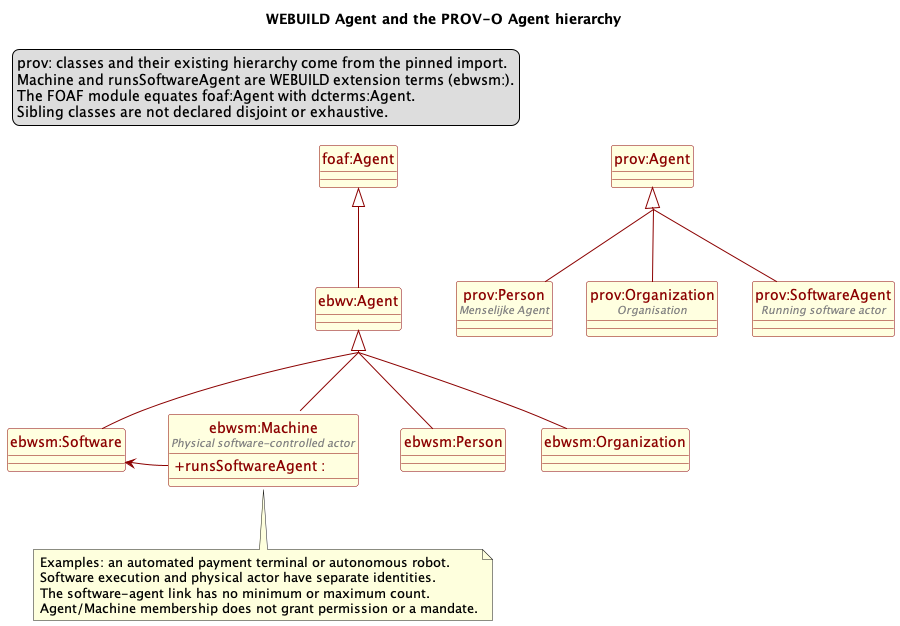 WEBUILD Agent and the PROV-O Agent hierarchy
prov: classes and their existing hierarchy come from the pinned import.
Machine and runsSoftwareAgent are WEBUILD extension terms (ebwsm:).
The FOAF module equates foaf:Agent with dcterms:Agent.
Sibling classes are not declared disjoint or exhaustive.
foaf:Agent
prov:Agent
ebwv:Agent
prov:Person
Menselijke Agent
prov:Organization
Organisation
prov:SoftwareAgent
Running software actor
ebwsm:Software
ebwsm:Machine
Physical software-controlled actor
+runsSoftwareAgent :
ebwsm:Person
ebwsm:Organization
Examples: an automated payment terminal or autonomous robot.
Software execution and physical actor have separate identities.
The software-agent link has no minimum or maximum count.
Agent/Machine membership does not grant permission or a mandate.